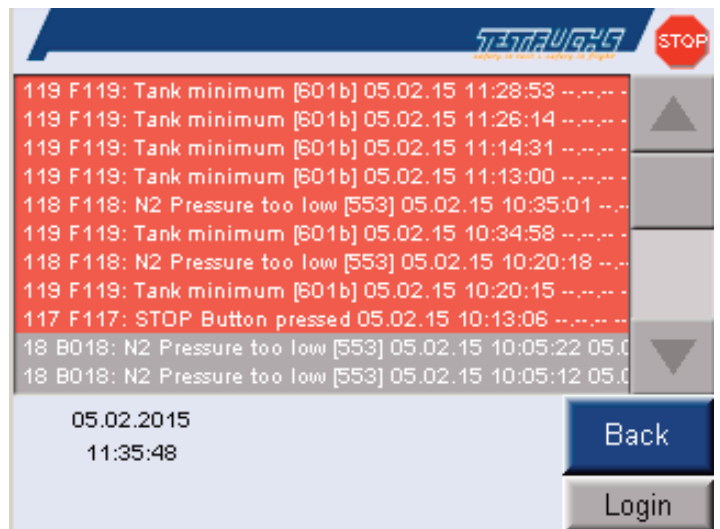 STOP
119 F119: Tank minimum [601b] 05.02.15 11:28:53 --.--.-- -
119 F119: Tank minimum [601b] 05.02.15 11:26:14 --.--.-- -
119 F119: Tank minimum [601b] 05.02.15 11:14:31 --.--.-- -
119 F119: Tank minimum [601b] 05.02.15 11:13:00 --.--.-- -
118 F118: N2 Pressure too low [553] 05.02.15 10:35:01 --.--
119 F119: Tank minimum [601b] 05.02.15 10:34:58 --.--.-- -
118 F118: N2 Pressure too low [553] 05.02.15 10:20:18 --.--
119 F119: Tank minimum [601b] 05.02.15 10:20:15 --.--.-- -
117 F117: STOP Button pressed 05.02.15 10:13:06 --.--.-- -
18 B018: N2 Pressure too low [553] 05.02.15 10:05:22 05.0
18 B018: N2 Pressure too low [553] 05.02.15 10:05:12 05.0
05.02.2015
11:35:48
Back
Login